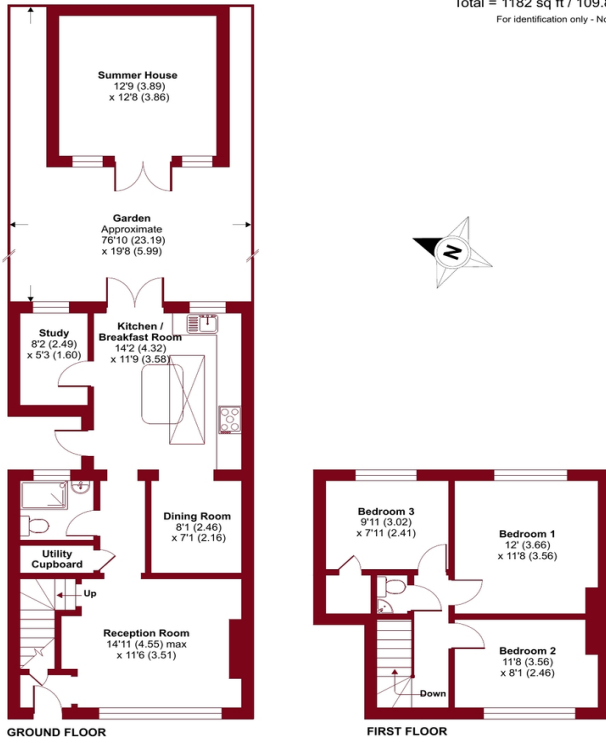 Total = 1182 sq ft / 109.8
For identification only - No
Summer House
12'9 (3.89)
x 12'8 (3.86)
Garden
Approximate
76'10 (23.19)
x 19'8 (5.99)
N
Study
8'2 (2.49)
x 5'3 (1.60)
Kitchen /
Breakfast Room
14'2 (4.32)
x 11'9 (3.58)
Dining Room
8'1 (2.46)
x 7'1 (2.16)
Utility
Cupboard
Up
Reception Room
14'11 (4.55) max
x 11'6 (3.51)
GROUND FLOOR
Bedroom 3
9'11 (3.02)
x 7'11 (2.41)
Bedroom 1
12' (3.66)
x 11'8 (3.56)
Bedroom 2
11'8 (3.56)
x 8'1 (2.46)
Down
FIRST FLOOR